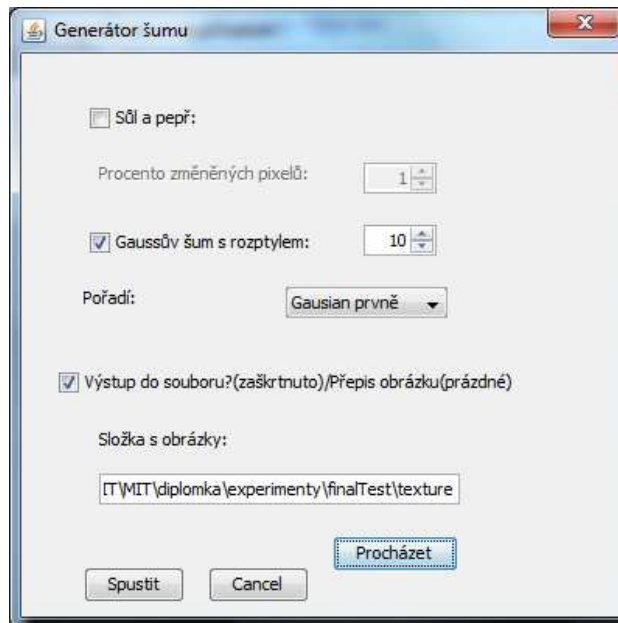 Generátor šumu
Sůl a pepř:
Procento změněných pixelů: 1
Gaussův šum s rozptylem: 10
Pořadí: Gausian prvně
Výstup do souboru?(zaškrtnuto)/Přepis obrázku(prázdné)
Složka s obrázky:
IT\MIT\diplomka\experimenty\finalTest\texture
Procházet
Spustit Cancel